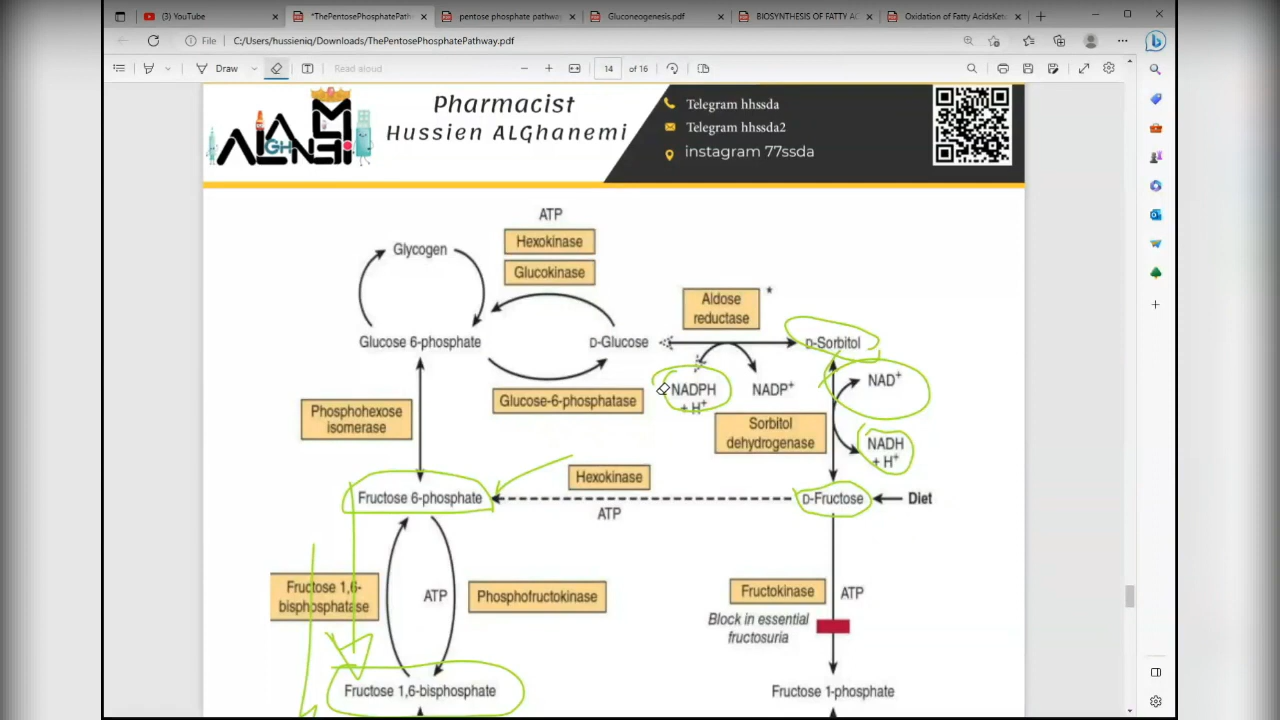 (3) YouTube
*ThePentosePhosphatePath
pentose phosphate pathway
Gluconeogenesis.pdf
BIOSYNTHESIS OF FATTY AC
Oxidation of Fatty AcidsKet
File
C:/Users/hussieniq/Downloads/ThePentosePhosphatePathway.pdf
Draw
Read aloud
14
of 16
Pharmacist
Hussien ALGhanemi
Telegram hhssda
Telegram hhssda2
instagram 77ssda
GH
ATP
Hexokinase
Glucokinase
Glycogen
Aldose
reductase
*
Glucose 6-phosphate
D-Glucose
D-Sorbitol
NADPH
+ H+
NADP+
NAD+
Glucose-6-phosphatase
Phosphohexose
isomerase
Sorbitol
dehydrogenase
NADH
+ H+
Hexokinase
Fructose 6-phosphate
ATP
D-Fructose
Diet
Fructose 1,6-
bisphosphatase
ATP
Phosphofructokinase
Fructokinase
ATP
Block in essential
fructosuria
Fructose 1,6-bisphosphate
Fructose 1-phosphate